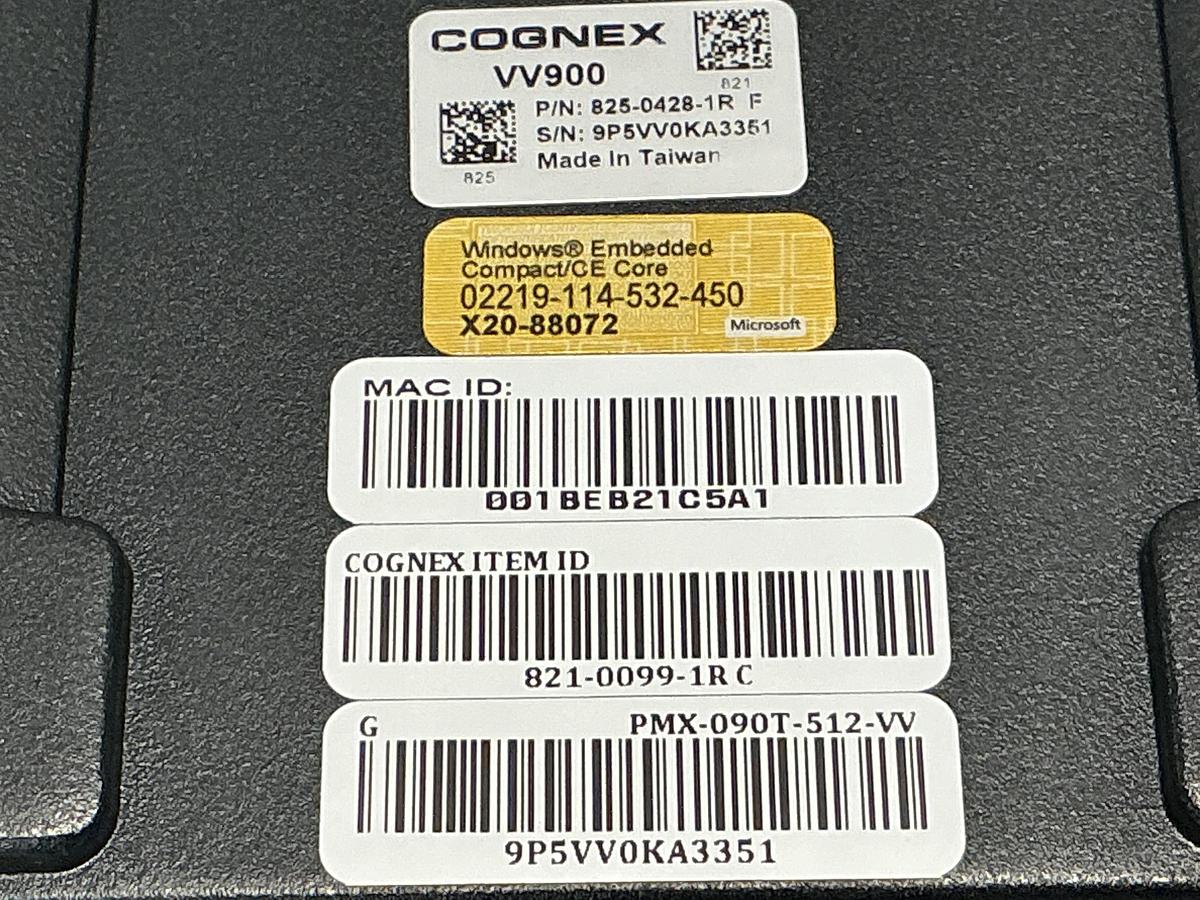 COGNEX
VV900
821
P/N: 825-0428-1R F
S/N: 9P5VV0KA3351
Made In Taiwan
825
Windows® Embedded
Compact/CE Core
02219-114-532-450
X20-88072
Microsoft
MAC ID:
001BEB21C5A1
COGNEX ITEM ID
821-0099-1R C
G PMX-090T-512-VV
9P5VV0KA3351